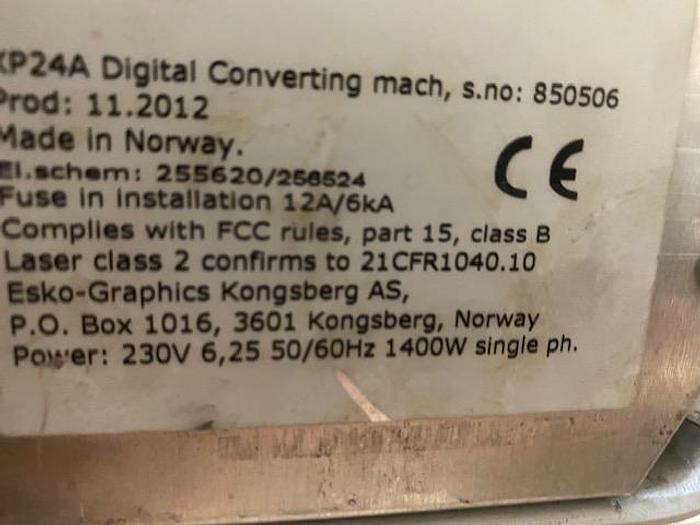 XP24A Digital Converting mach, s.no: 850506
Prod: 11.2012
Made in Norway.
El.schem: 255620/256524
Fuse in installation 12A/6kA
Complies with FCC rules, part 15, class B
Laser class 2 confirms to 21CFR1040.10
Esko-Graphics Kongsberg AS,
P.O. Box 1016, 3601 Kongsberg, Norway
Power: 230V 6,25 50/60Hz 1400W single ph.
CE